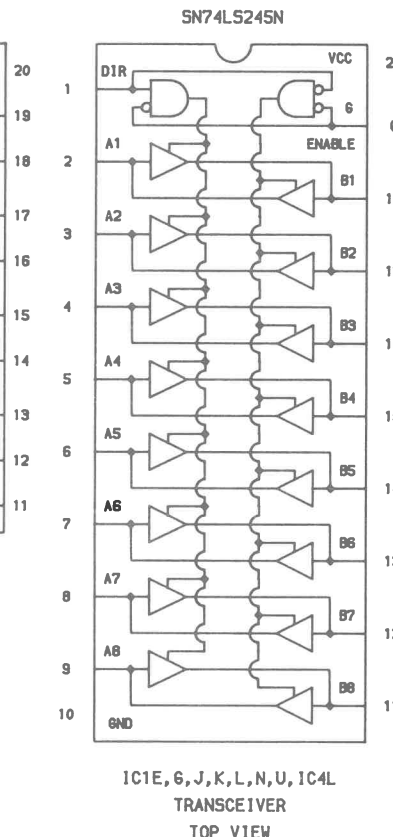 SN74LS245N
VCC
20
DIR
1
19
G
ENABLE
18
2
A1
B1
17
3
A2
B2
16
15
4
A3
B3
14
5
A4
B4
13
6
A5
B5
12
11
7
A6
B6
8
A7
B7
9
A8
B8
10
GND
IC1E,G,J,K,L,N,U,IC4L
TRANSCEIVER
TOP VIEW